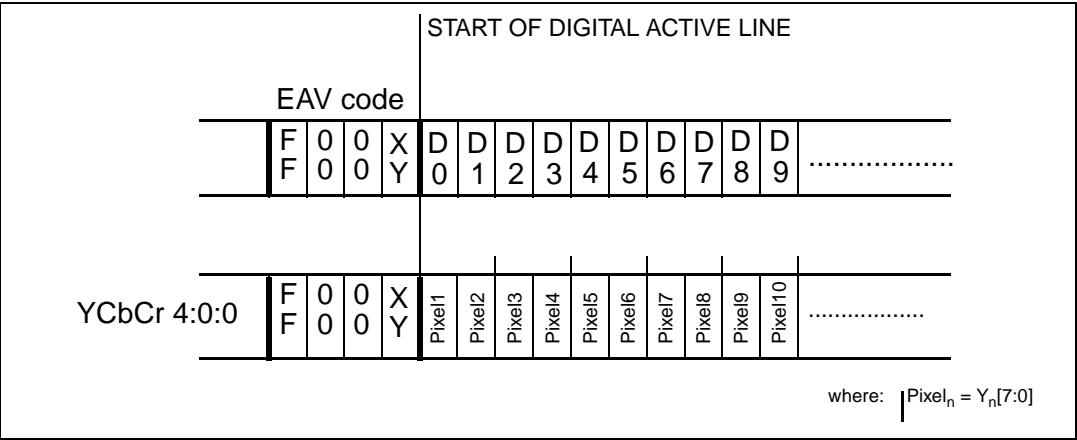 START OF DIGITAL ACTIVE LINE
EAV code
F 0 0 X D D D D D D D D D D
F 0 0 Y 0 1 2 3 4 5 6 7 8 9 ..................
YCbCr 4:0:0
F 0 0 X
F 0 0 Y
Pixel1 Pixel2 Pixel3 Pixel4 Pixel5 Pixel6 Pixel7 Pixel8 Pixel9 Pixel10 ..................
where: Pixelₙ = Yₙ[7:0]